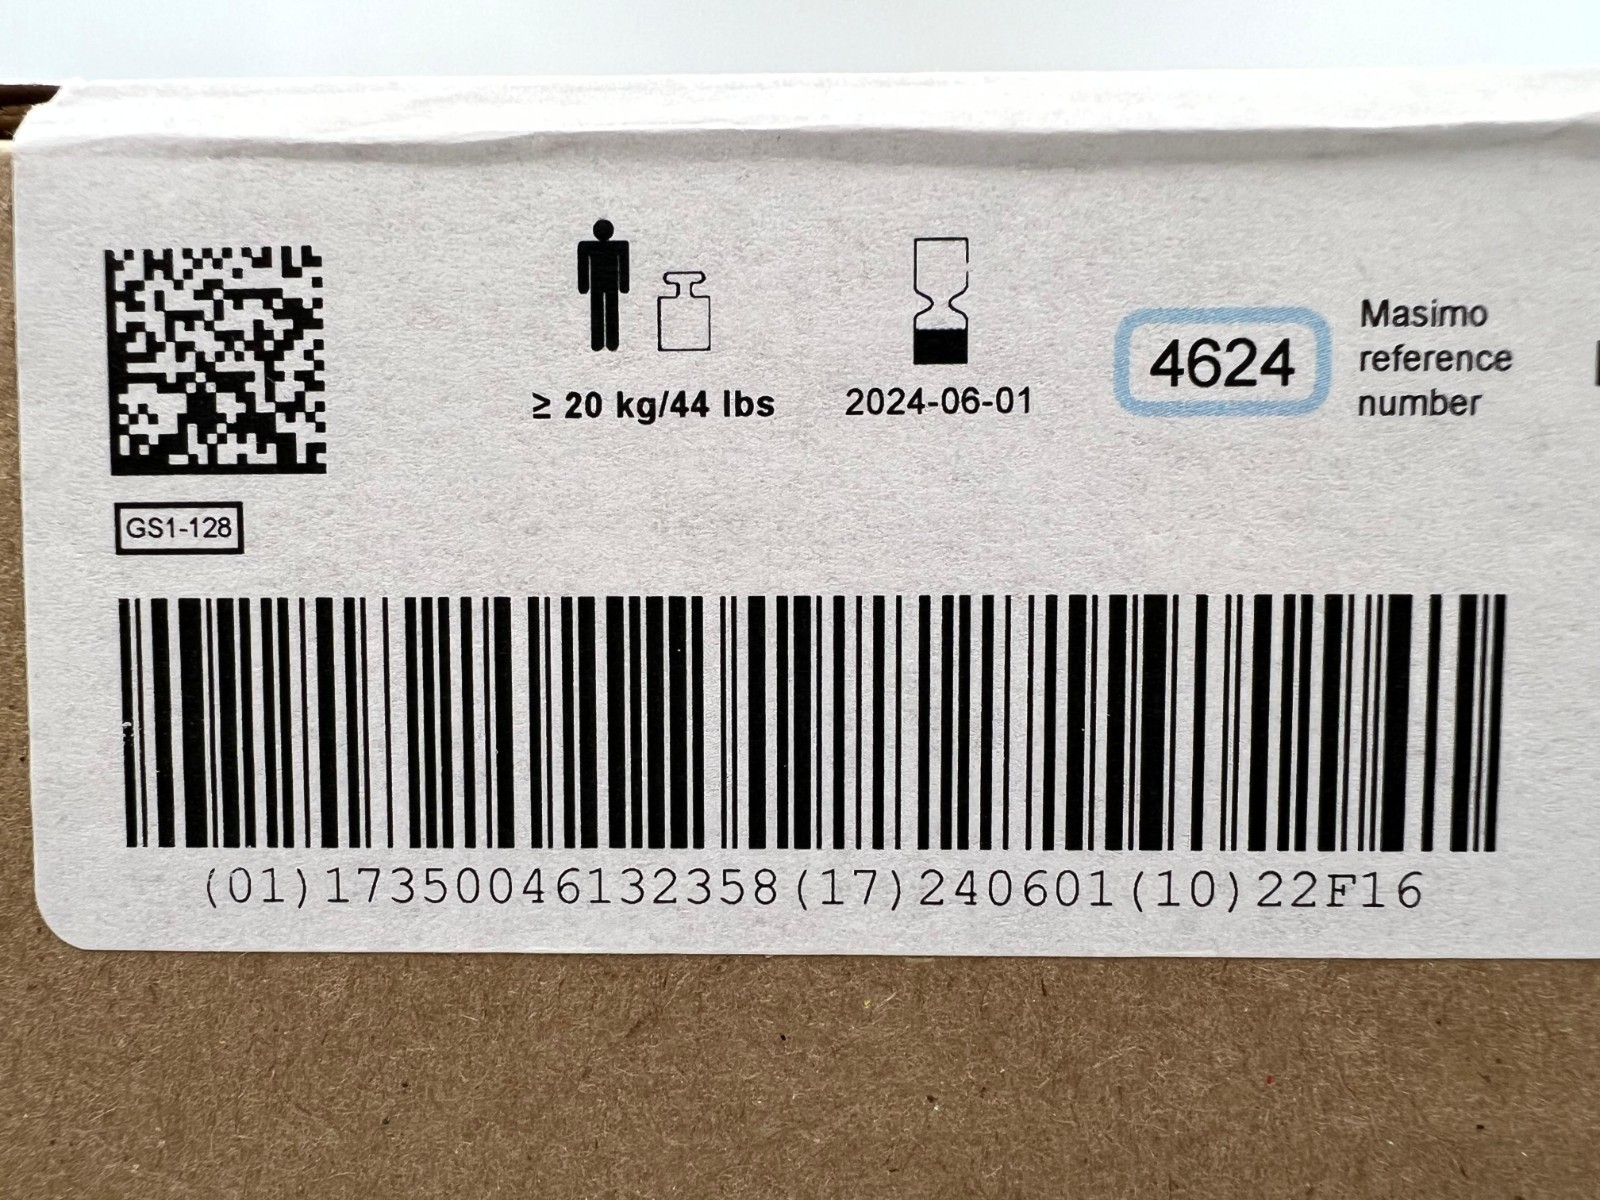 ≥ 20 kg/44 lbs
2024-06-01
4624
Masimo
reference
number
GS1-128
(01)17350046132358(17)240601(10)22F16